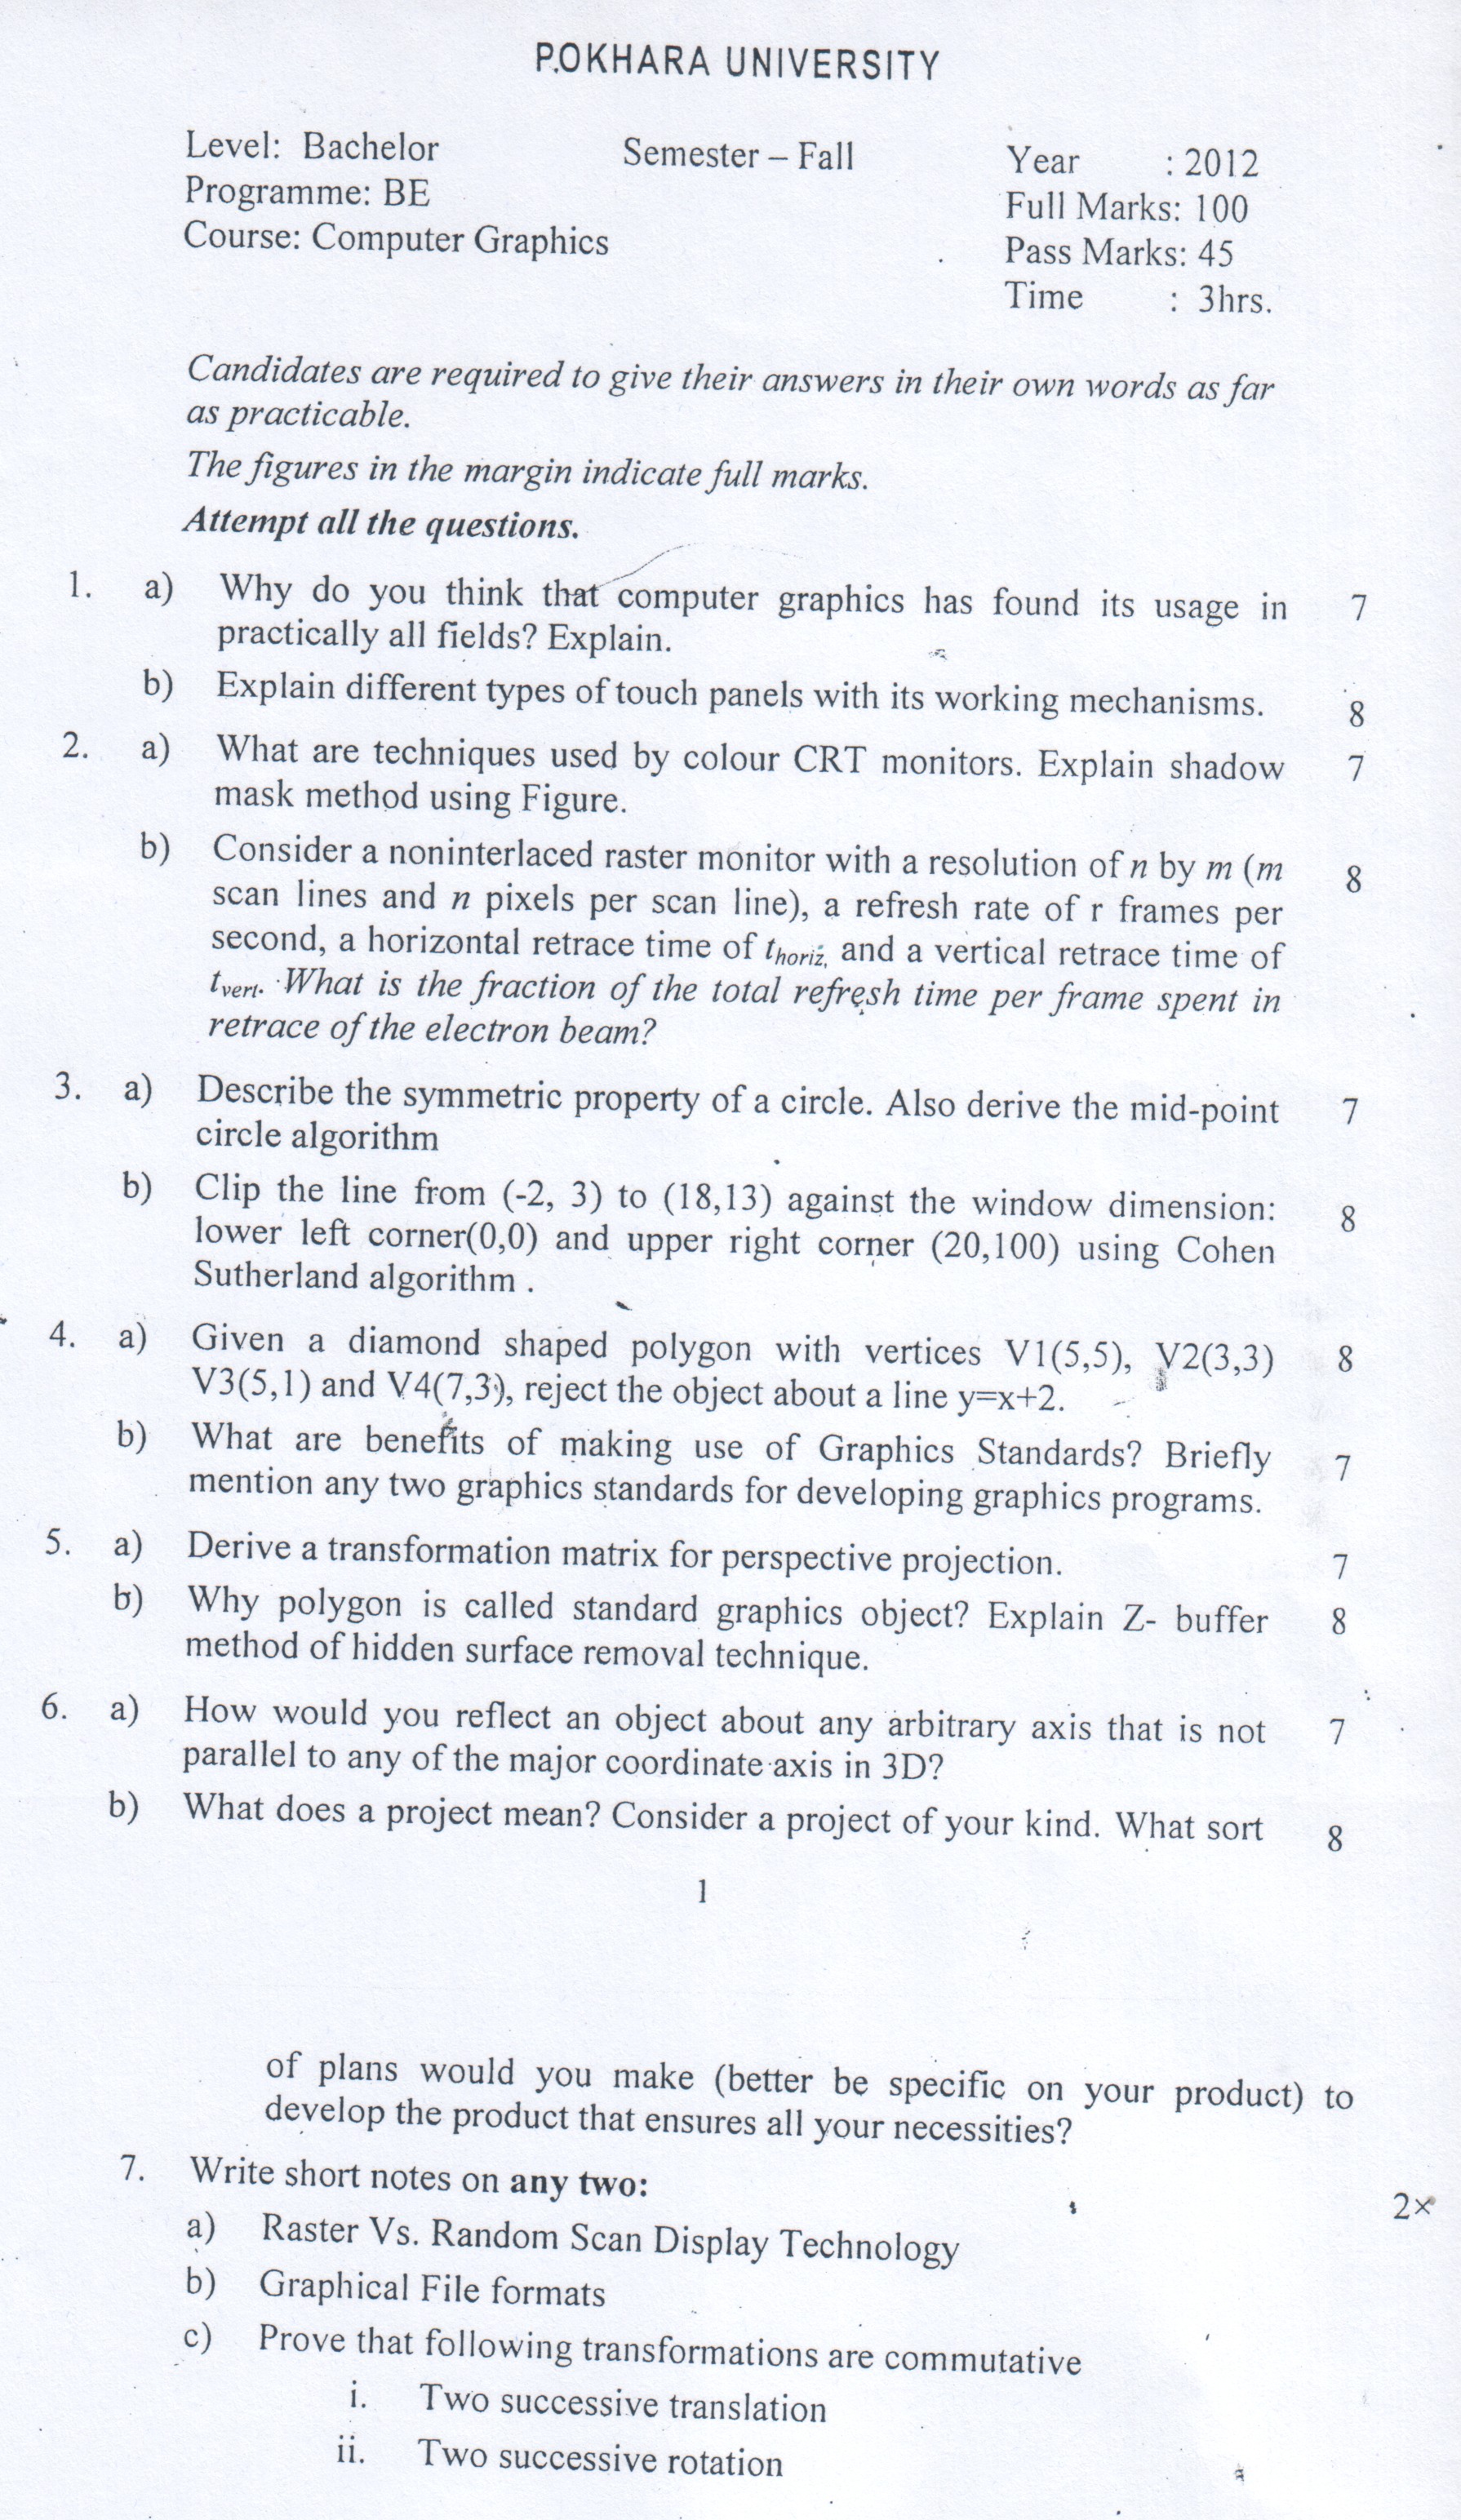 POKHARA UNIVERSITY
Level: Bachelor Semester – Fall Year : 2012
Programme: BE Full Marks: 100
Course: Computer Graphics Pass Marks: 45
Time : 3hrs.
Candidates are required to give their answers in their own words as far
as practicable.
The figures in the margin indicate full marks.
Attempt all the questions.
1. a) Why do you think that computer graphics has found its usage in 7
practically all fields? Explain.
b) Explain different types of touch panels with its working mechanisms. 8
2. a) What are techniques used by colour CRT monitors. Explain shadow 7
mask method using Figure.
b) Consider a noninterlaced raster monitor with a resolution of n by m (m 8
scan lines and n pixels per scan line), a refresh rate of r frames per
second, a horizontal retrace time of thoriz, and a vertical retrace time of
tvert. What is the fraction of the total refresh time per frame spent in
retrace of the electron beam?
3. a) Describe the symmetric property of a circle. Also derive the mid-point 7
circle algorithm
b) Clip the line from (-2, 3) to (18,13) against the window dimension: 8
lower left corner(0,0) and upper right corner (20,100) using Cohen
Sutherland algorithm .
4. a) Given a diamond shaped polygon with vertices V1(5,5), V2(3,3) 8
V3(5,1) and V4(7,3), reject the object about a line y=x+2.
b) What are benefits of making use of Graphics Standards? Briefly 7
mention any two graphics standards for developing graphics programs.
5. a) Derive a transformation matrix for perspective projection. 7
b) Why polygon is called standard graphics object? Explain Z- buffer 8
method of hidden surface removal technique.
6. a) How would you reflect an object about any arbitrary axis that is not 7
parallel to any of the major coordinate axis in 3D?
b) What does a project mean? Consider a project of your kind. What sort 8
1
of plans would you make (better be specific on your product) to
develop the product that ensures all your necessities?
7. Write short notes on any two: 2×
a) Raster Vs. Random Scan Display Technology
b) Graphical File formats
c) Prove that following transformations are commutative
i. Two successive translation
ii. Two successive rotation